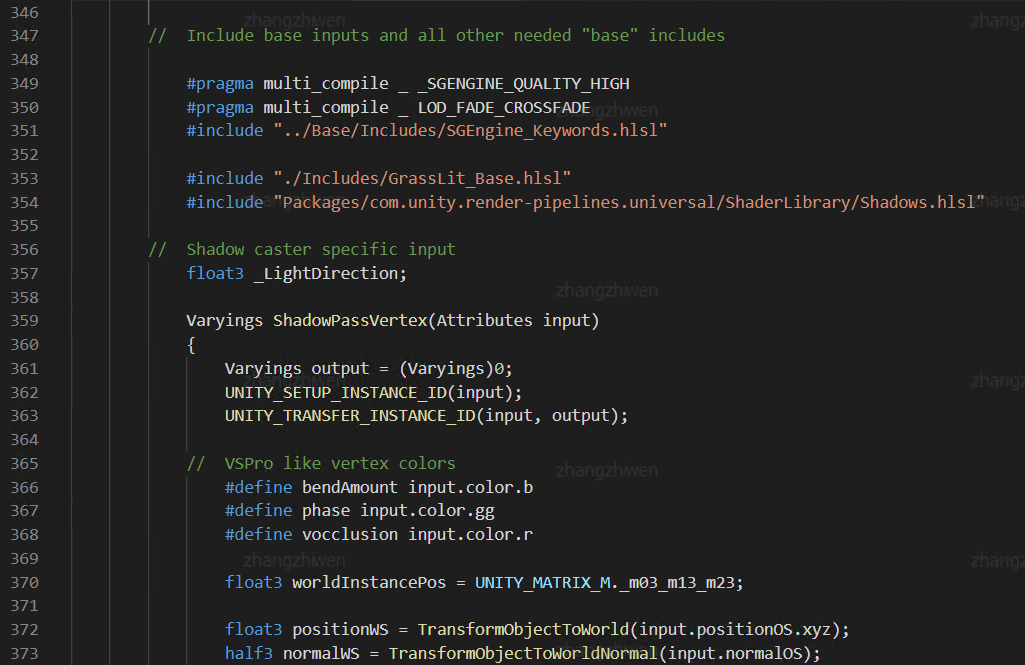 346
347 // Include base inputs and all other needed "base" includes
348
349 #pragma multi_compile _ _SGENGINE_QUALITY_HIGH
350 #pragma multi_compile _ LOD_FADE_CROSSFADE
351 #include "../Base/Includes/SGEngine_Keywords.hlsl"
352
353 #include "./Includes/GrassLit_Base.hlsl"
354 #include "Packages/com.unity.render-pipelines.universal/ShaderLibrary/Shadows.hlsl"
355
356 // Shadow caster specific input
357 float3 _LightDirection;
358
359 Varyings ShadowPassVertex(Attributes input)
360 {
361 Varyings output = (Varyings)0;
362 UNITY_SETUP_INSTANCE_ID(input);
363 UNITY_TRANSFER_INSTANCE_ID(input, output);
364
365 // VSPro like vertex colors
366 #define bendAmount input.color.b
367 #define phase input.color.gg
368 #define vocclusion input.color.r
369
370 float3 worldInstancePos = UNITY_MATRIX_M._m03_m13_m23;
371
372 float3 positionWS = TransformObjectToWorld(input.positionOS.xyz);
373 half3 normalWS = TransformObjectToWorldNormal(input.normalOS);
zhangzhiwen
zhangzhiwen
zhangzhiwen
zhangzhiwen